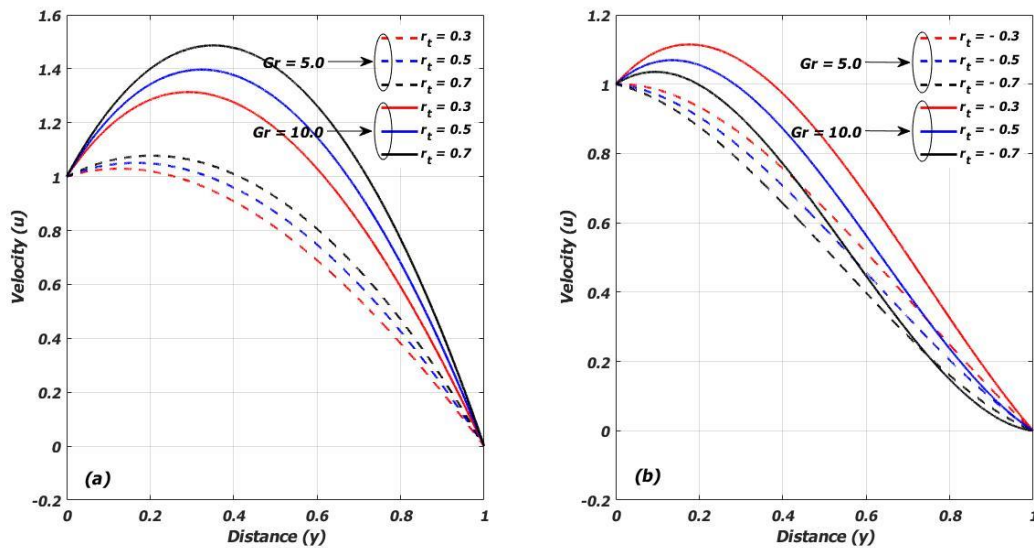 1.6
1.4
1.2
1
0.8
0.6
0.4
0.2
0
-0.2
Velocity (u)
Gr = 5.0
r_t = 0.3
r_t = 0.5
r_t = 0.7
Gr = 10.0
r_t = 0.3
r_t = 0.5
r_t = 0.7
(a)
0 0.2 0.4 0.6 0.8 1
Distance (y)
1.2
1
0.8
0.6
0.4
0.2
0
-0.2
Velocity (u)
Gr = 5.0
r_t = - 0.3
r_t = - 0.5
r_t = - 0.7
Gr = 10.0
r_t = - 0.3
r_t = - 0.5
r_t = - 0.7
(b)
0 0.2 0.4 0.6 0.8 1
Distance (y)